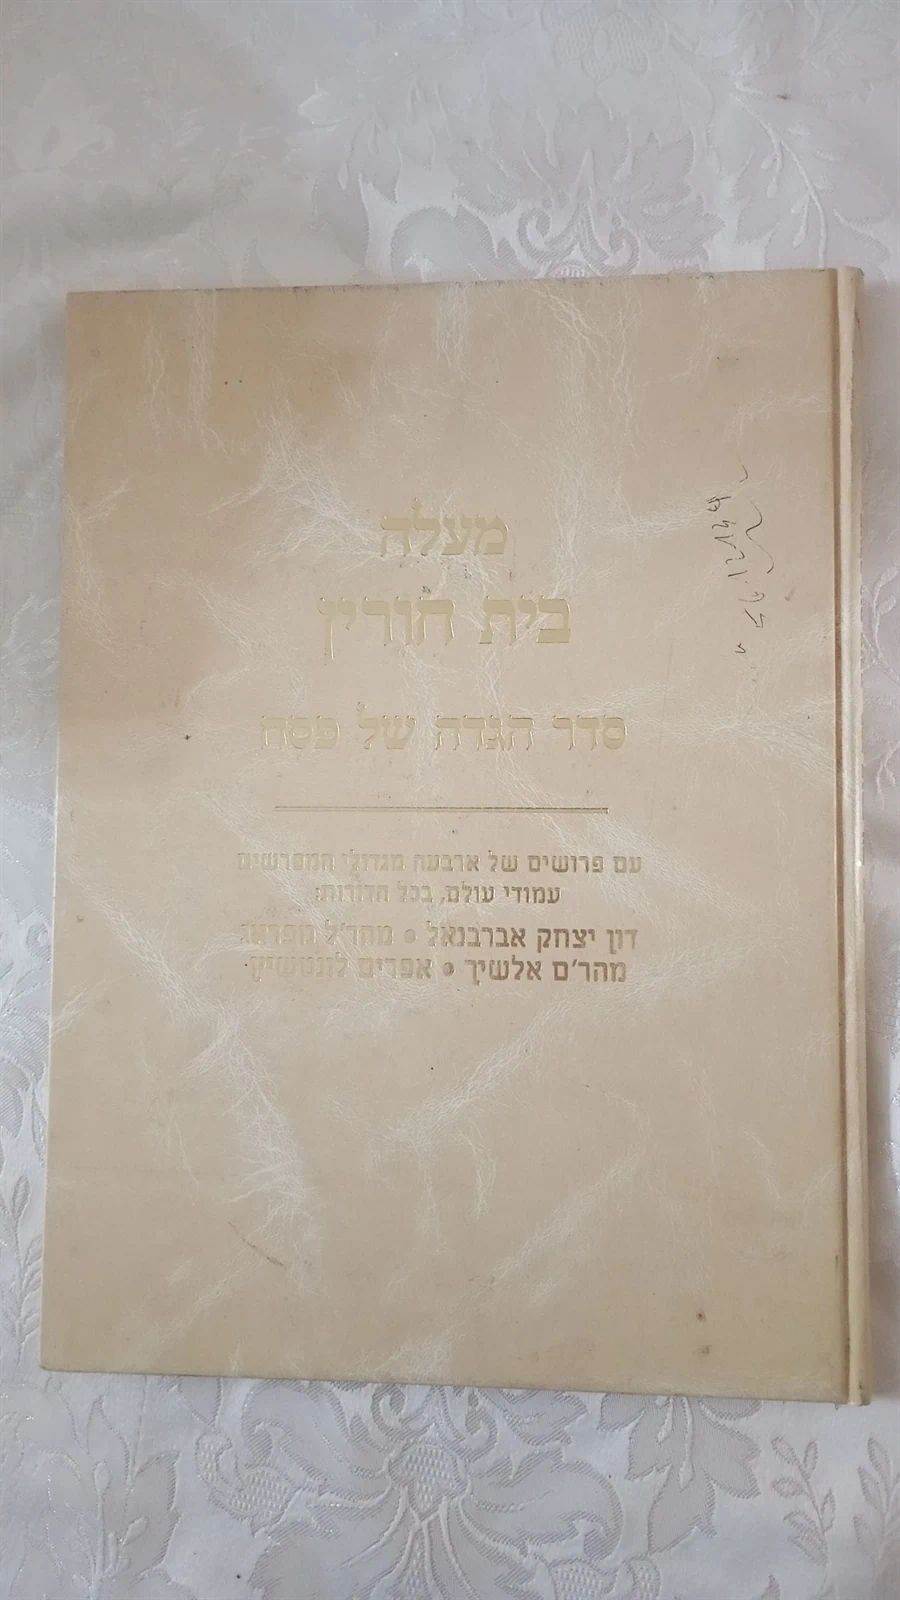 מעלה
בית חורין
סדר הגדה של פסח
עם פרושים של ארבעה מגדולי המפרשים
עמודי עולם, בכל הדורות:
דון יצחק אברבנאל • מהר"ל מפראג
מהר"ם אלשיך • אפרים לונטשיץ